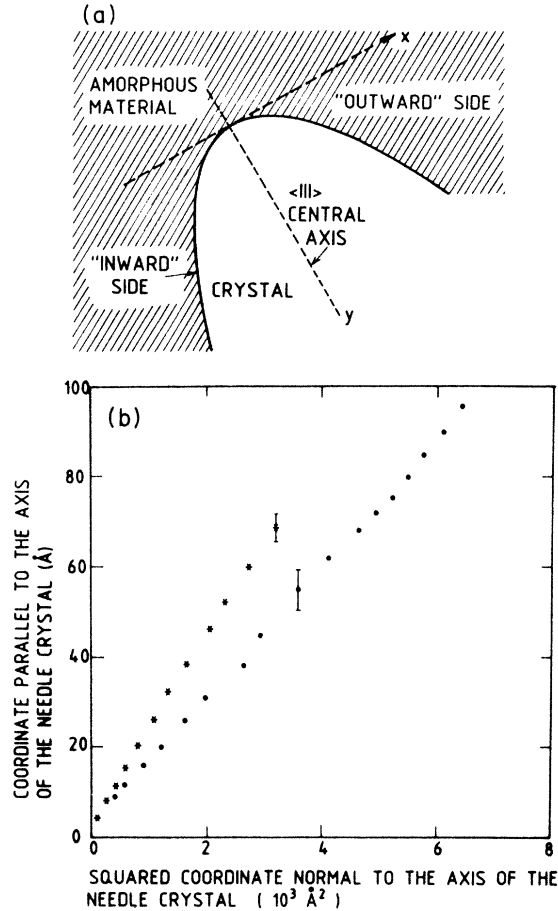 (a)
x
AMORPHOUS
MATERIAL
"OUTWARD" SIDE
<III>
CENTRAL
AXIS
"INWARD"
SIDE
CRYSTAL
y
(b)
100
80
60
40
20
0
COORDINATE PARALLEL TO THE AXIS
OF THE NEEDLE CRYSTAL (Å)
0 2 4 6 8
SQUARED COORDINATE NORMAL TO THE AXIS OF THE
NEEDLE CRYSTAL (10³ Å²)